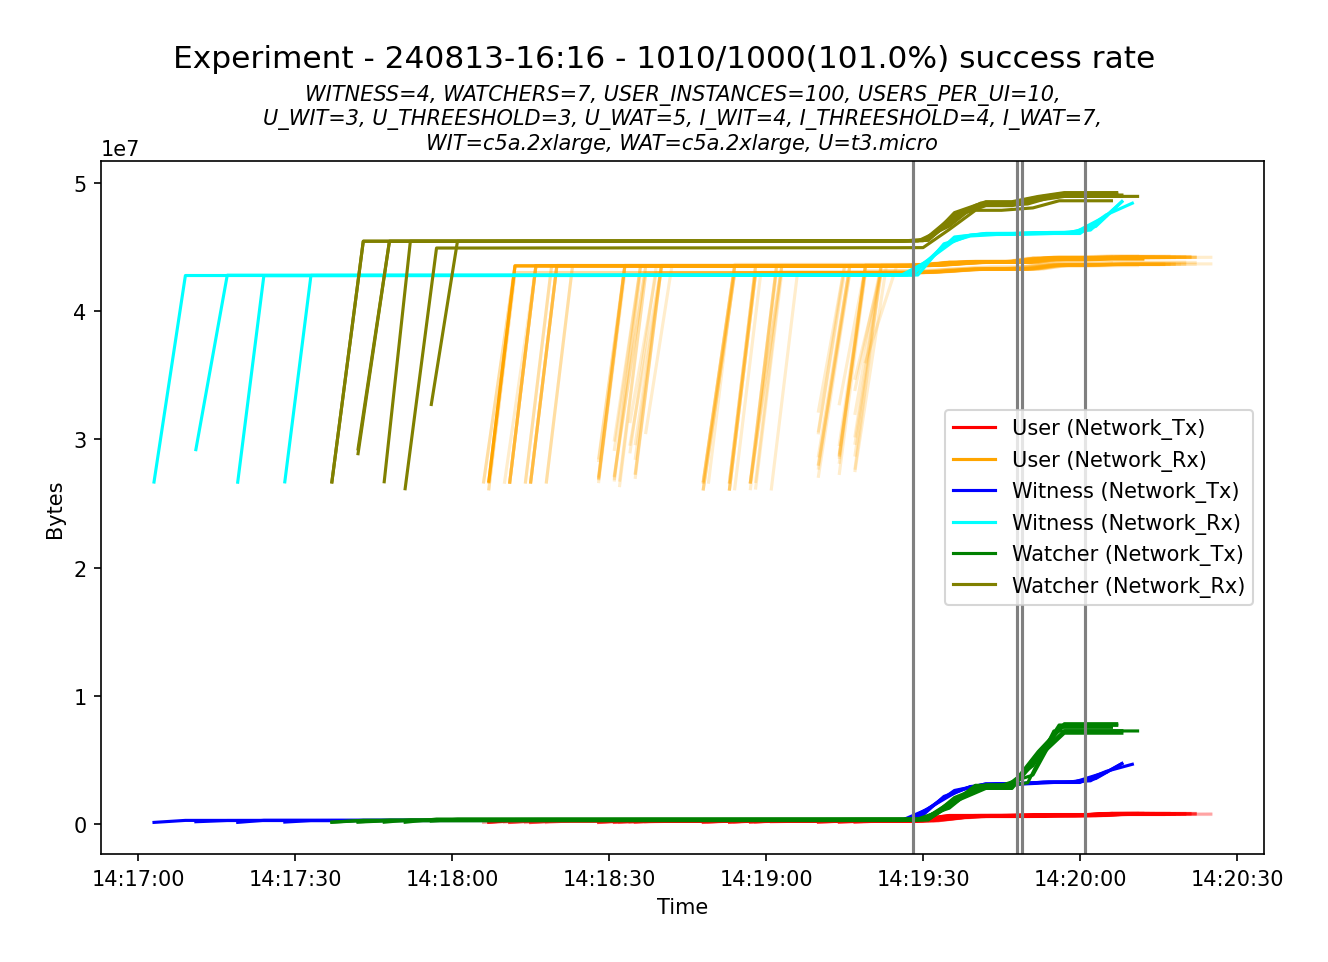 Experiment - 240813-16:16 - 1010/1000(101.0%) success rate
WITNESS=4, WATCHERS=7, USER_INSTANCES=100, USERS_PER_UI=10,
U_WIT=3, U_THREESHOLD=3, U_WAT=5, I_WIT=4, I_THREESHOLD=4, I_WAT=7,
WIT=c5a.2xlarge, WAT=c5a.2xlarge, U=t3.micro
1e7
5
4
3
2
1
0
Bytes
User (Network_Tx)
User (Network_Rx)
Witness (Network_Tx)
Witness (Network_Rx)
Watcher (Network_Tx)
Watcher (Network_Rx)
14:17:00 14:17:30 14:18:00 14:18:30 14:19:00 14:19:30 14:20:00 14:20:30
Time